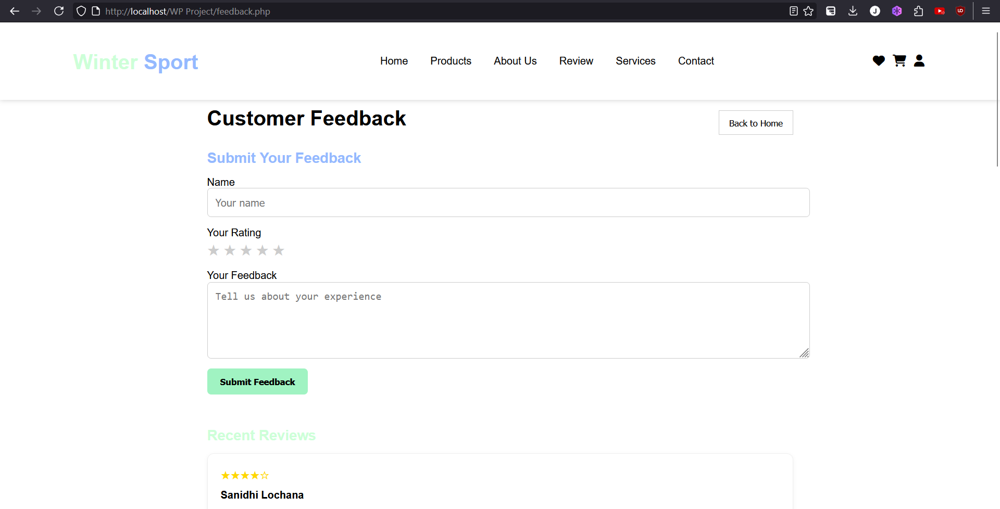 http://localhost/WP Project/feedback.php
Winter Sport
Home Products About Us Review Services Contact
Customer Feedback
Back to Home
Submit Your Feedback
Name
Your name
Your Rating
★ ★ ★ ★ ★
Your Feedback
Tell us about your experience
Submit Feedback
Recent Reviews
★★★★☆
Sanidhi Lochana